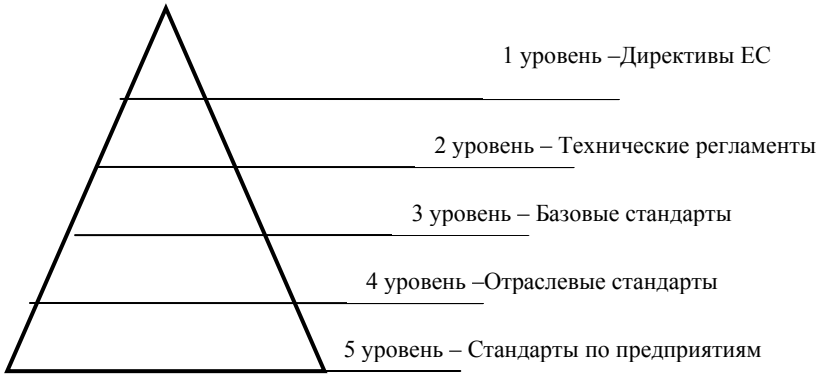 1 уровень –Директивы ЕС
2 уровень – Технические регламенты
3 уровень – Базовые стандарты
4 уровень –Отраслевые стандарты
5 уровень – Стандарты по предприятиям